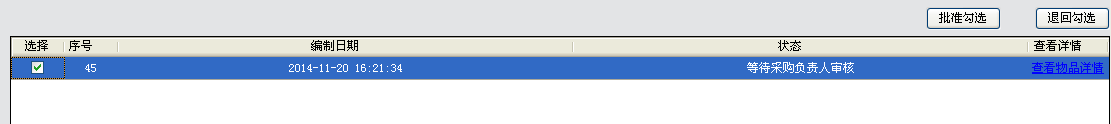 批准勾选 退回勾选
选择 序号 编制日期 状态 查看详情
45 2014-11-20 16:21:34 等待采购负责人审核 查看物品详情